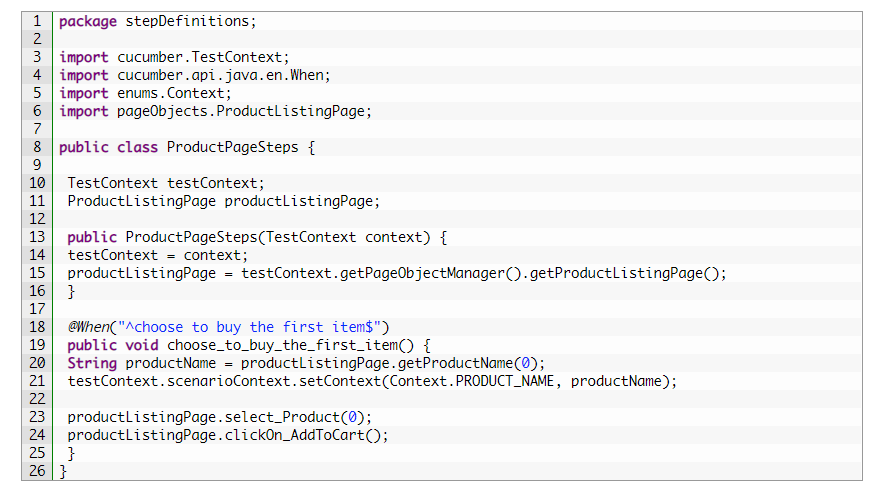 1 package stepDefinitions;
2
3 import cucumber.TestContext;
4 import cucumber.api.java.en.When;
5 import enums.Context;
6 import pageObjects.ProductListingPage;
7
8 public class ProductPageSteps {
9
10 TestContext testContext;
11 ProductListingPage productListingPage;
12
13 public ProductPageSteps(TestContext context) {
14 testContext = context;
15 productListingPage = testContext.getPageObjectManager().getProductListingPage();
16 }
17
18 @When("^choose to buy the first item$")
19 public void choose_to_buy_the_first_item() {
20 String productName = productListingPage.getProductName(0);
21 testContext.scenarioContext.setContext(Context.PRODUCT_NAME, productName);
22
23 productListingPage.select_Product(0);
24 productListingPage.clickOn_AddToCart();
25 }
26 }